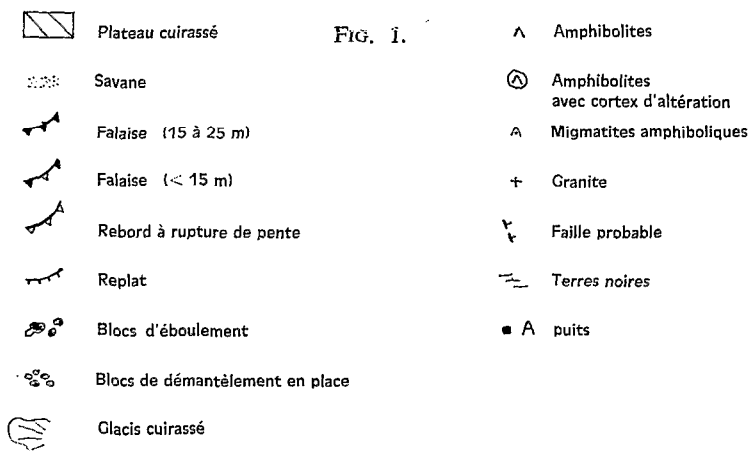 FIG. 1.
Plateau cuirassé
Savane
Falaise (15 à 25 m)
Falaise (< 15 m)
Rebord à rupture de pente
Replat
Blocs d'éboulement
Blocs de démantèlement en place
Glacis cuirassé
Amphibolites
Amphibolites
avec cortex d'altération
Migmatites amphiboliques
Granite
Faille probable
Terres noires
A puits